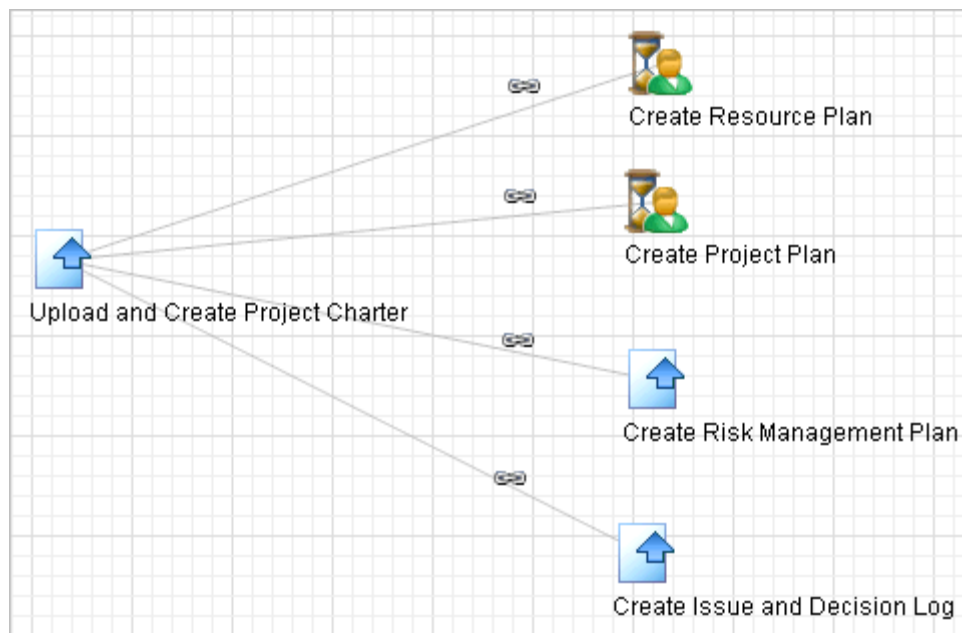 Create Resource Plan
Create Project Plan
Upload and Create Project Charter
Create Risk Management Plan
Create Issue and Decision Log